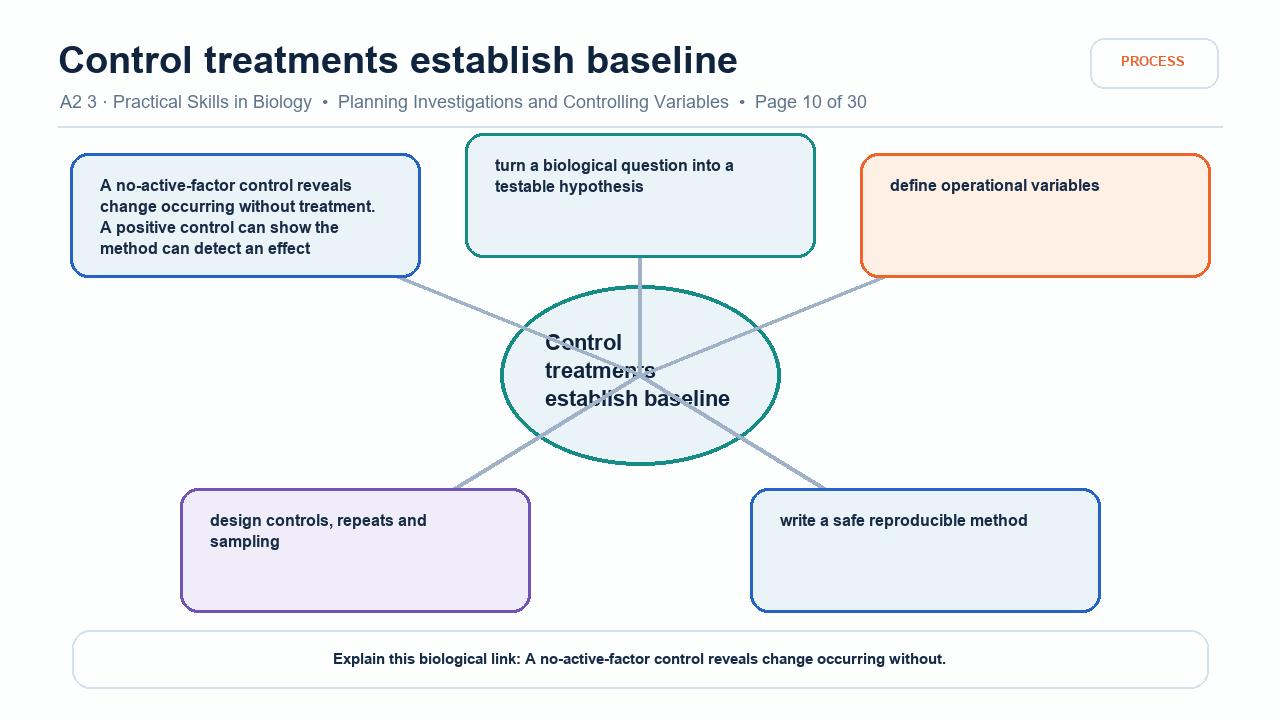 Control treatments establish baseline
PROCESS
A2 3 · Practical Skills in Biology • Planning Investigations and Controlling Variables • Page 10 of 30
A no-active-factor control reveals
change occurring without treatment.
A positive control can show the
method can detect an effect
turn a biological question into a
testable hypothesis
define operational variables
Control
treatments
establish baseline
design controls, repeats and
sampling
write a safe reproducible method
Explain this biological link: A no-active-factor control reveals change occurring without.